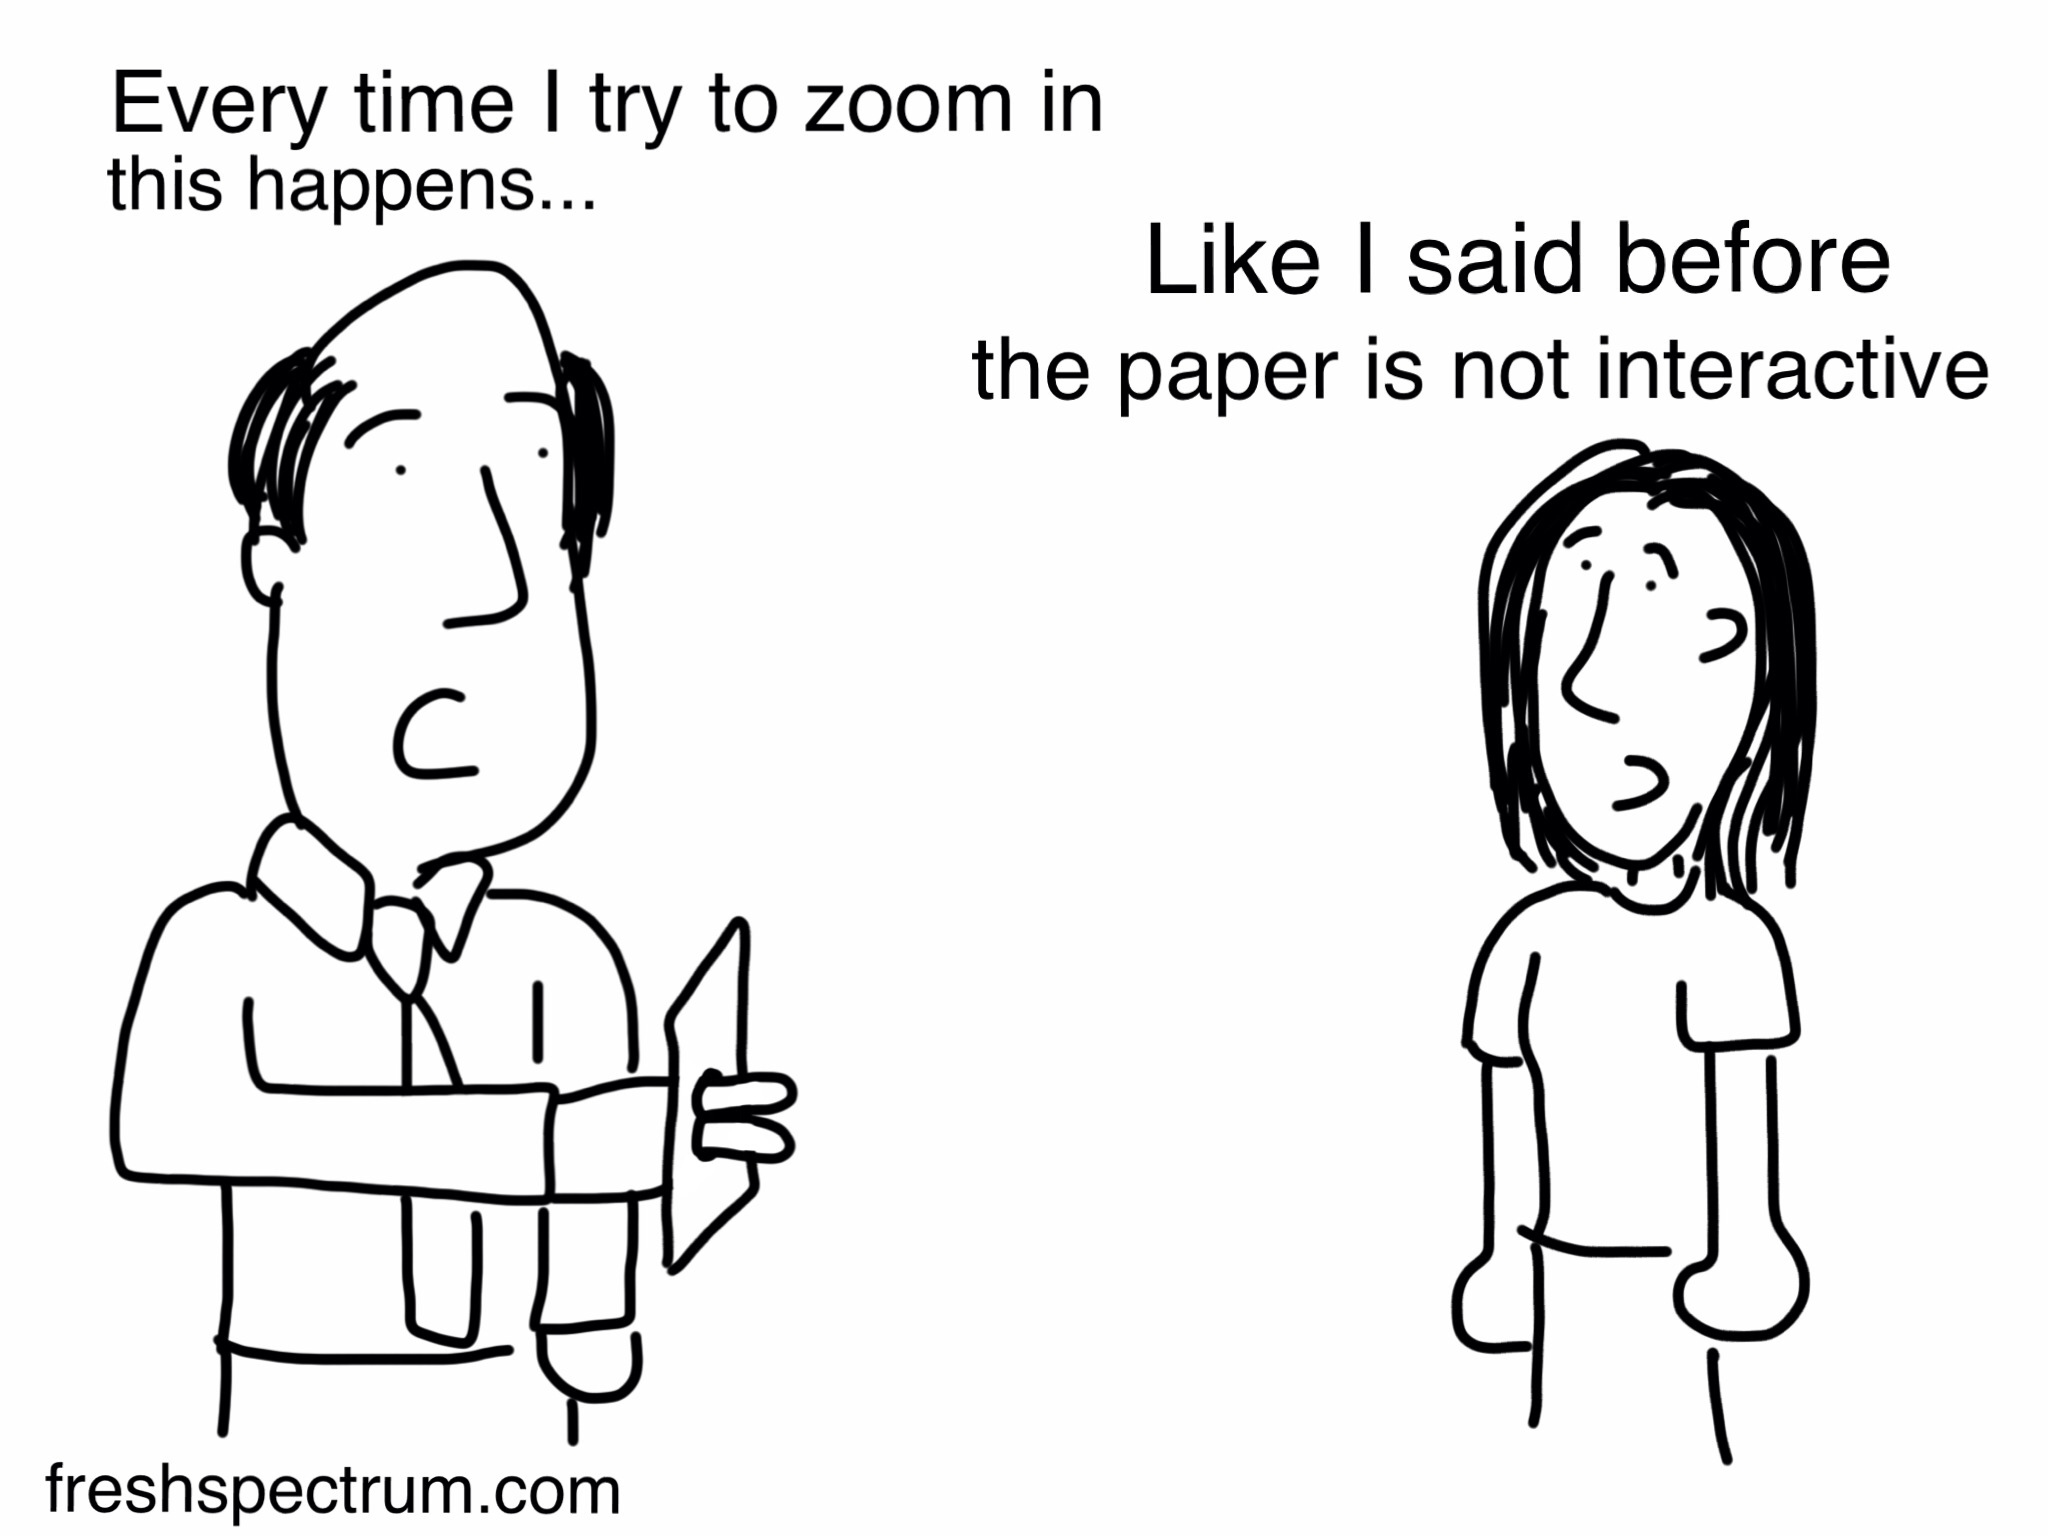 Every time I try to zoom in
this happens...
Like I said before
the paper is not interactive
freshspectrum.com